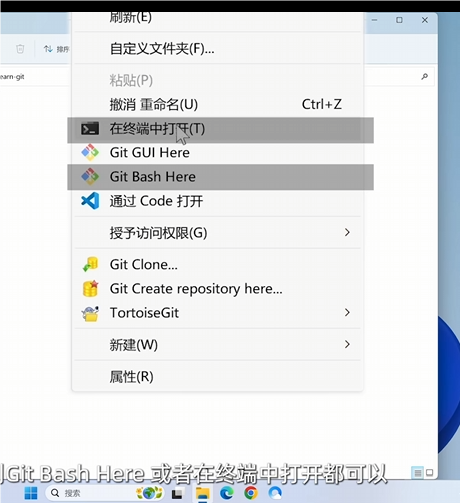 刷新(E)
排序
自定义文件夹(F)...
earn-git
粘贴(P)
撤消 重命名(U) Ctrl+Z
在终端中打开(T)
Git GUI Here
Git Bash Here
通过 Code 打开
授予访问权限(G)
Git Clone...
Git Create repository here...
TortoiseGit
新建(W)
属性(R)
Git Bash Here 或者在终端中打开都可以
搜索